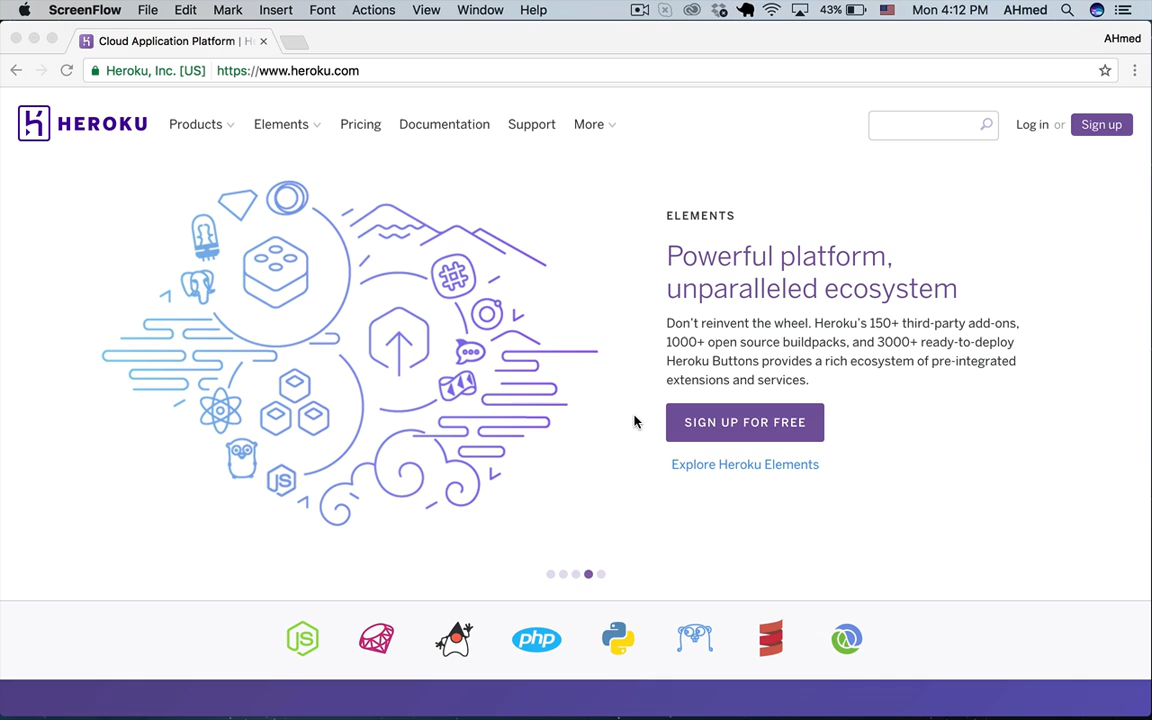 ScreenFlow File Edit Mark Insert Font Actions View Window Help 43% Mon 4:12 PM AHmed
Cloud Application Platform | H
AHmed
Heroku, Inc. [US] https://www.heroku.com
HEROKU Products Elements Pricing Documentation Support More Log in or Sign up
ELEMENTS
Powerful platform,
unparalleled ecosystem
Don't reinvent the wheel. Heroku's 150+ third-party add-ons,
1000+ open source buildpacks, and 3000+ ready-to-deploy
Heroku Buttons provides a rich ecosystem of pre-integrated
extensions and services.
SIGN UP FOR FREE
Explore Heroku Elements
JS
JS php